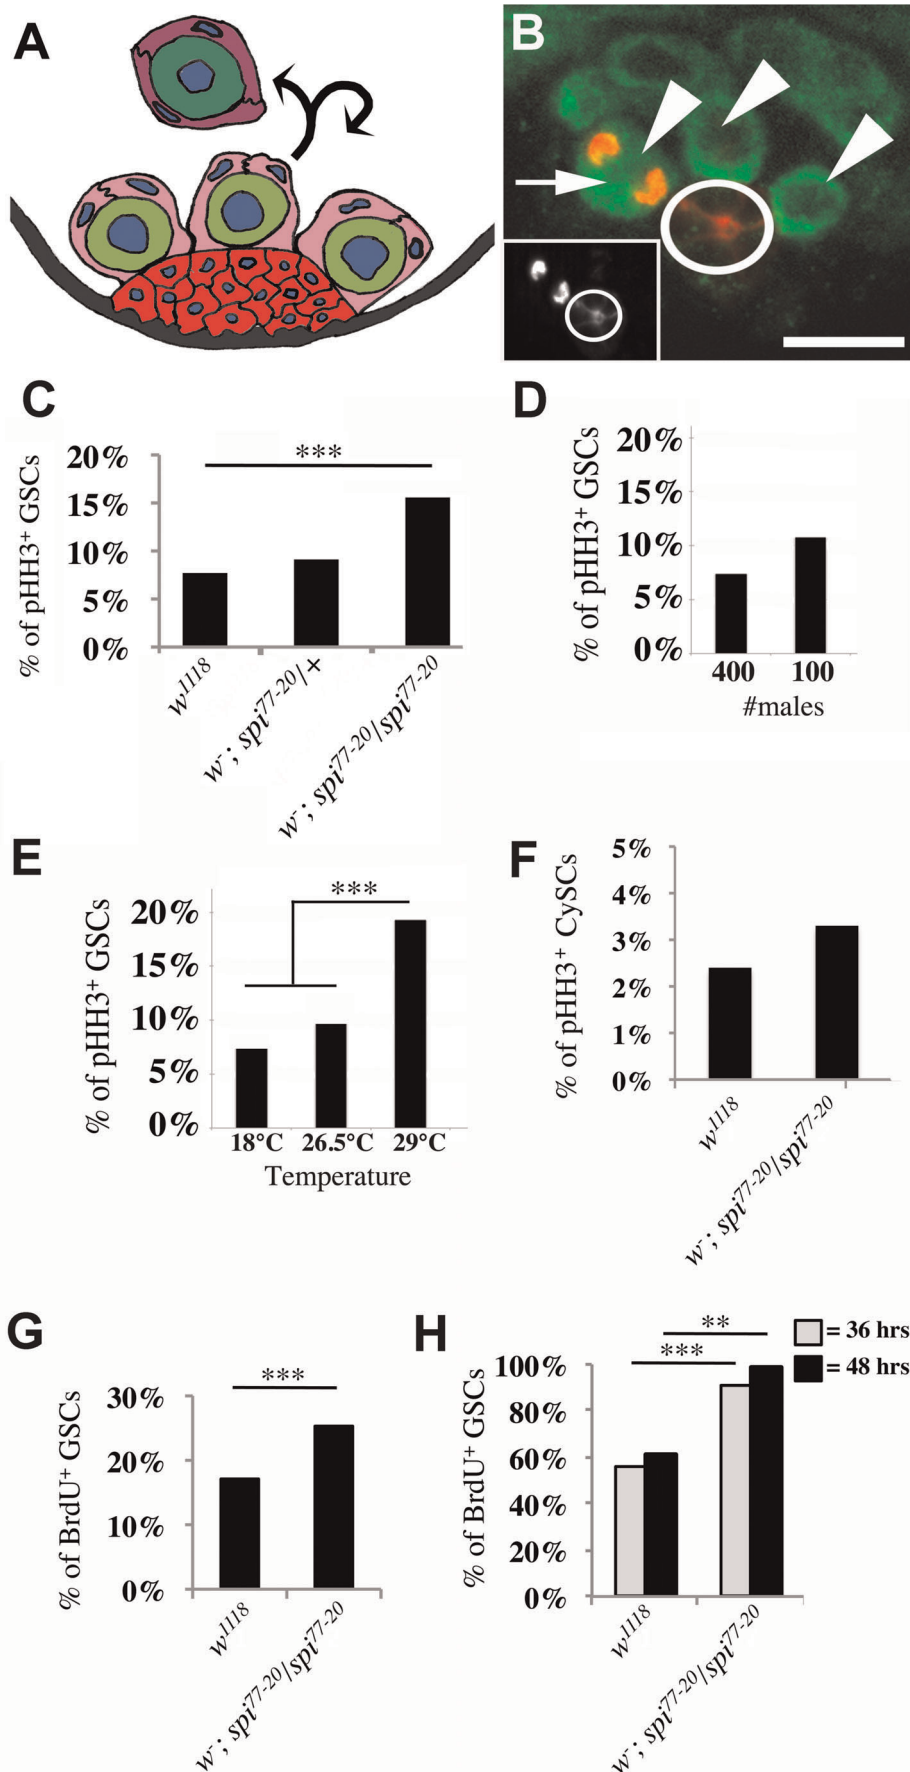 A
B
C
% of pHH3⁺ GSCs
20%
15%
10%
5%
0%
***
w¹¹¹⁸
w⁻; spi⁷⁷⁻²⁰/+
w⁻; spi⁷⁷⁻²⁰/spi⁷⁷⁻²⁰
D
% of pHH3⁺ GSCs
20%
15%
10%
5%
0%
400 100
#males
E
% of pHH3⁺ GSCs
20%
15%
10%
5%
0%
***
18°C 26.5°C 29°C
Temperature
F
% of pHH3⁺ CySCs
5%
4%
3%
2%
1%
0%
w¹¹¹⁸
w⁻; spi⁷⁷⁻²⁰/spi⁷⁷⁻²⁰
G
% of BrdU⁺ GSCs
30%
20%
10%
0%
***
w¹¹¹⁸
w⁻; spi⁷⁷⁻²⁰/spi⁷⁷⁻²⁰
H
% of BrdU⁺ GSCs
100%
80%
60%
40%
20%
0%
**
***
= 36 hrs
= 48 hrs
w¹¹¹⁸
w⁻; spi⁷⁷⁻²⁰/spi⁷⁷⁻²⁰